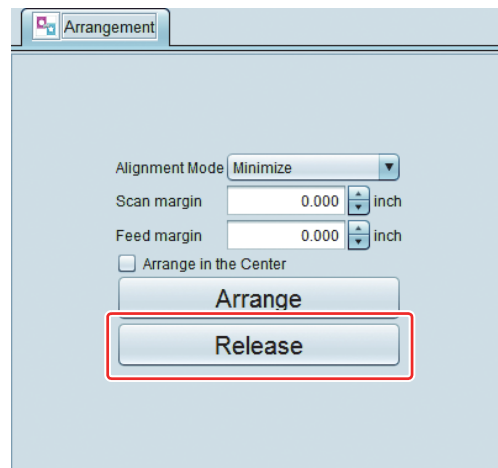 Arrangement
Alignment Mode Minimize
Scan margin 0.000 inch
Feed margin 0.000 inch
Arrange in the Center
Arrange
Release